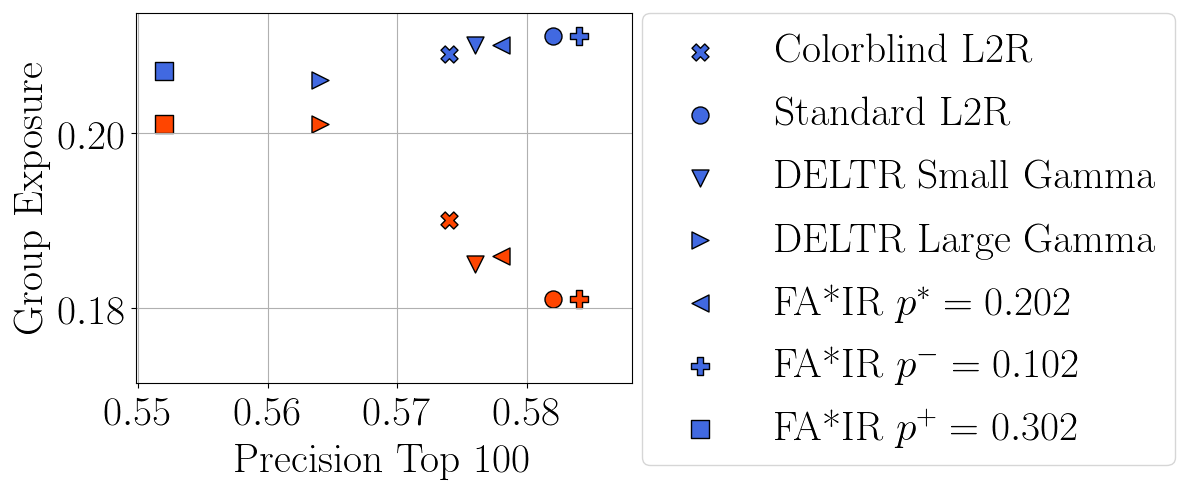 Group Exposure
0.20
0.18
0.55 0.56 0.57 0.58
Precision Top 100
Colorblind L2R
Standard L2R
DELTR Small Gamma
DELTR Large Gamma
FA*IR p* = 0.202
FA*IR p⁻ = 0.102
FA*IR p⁺ = 0.302